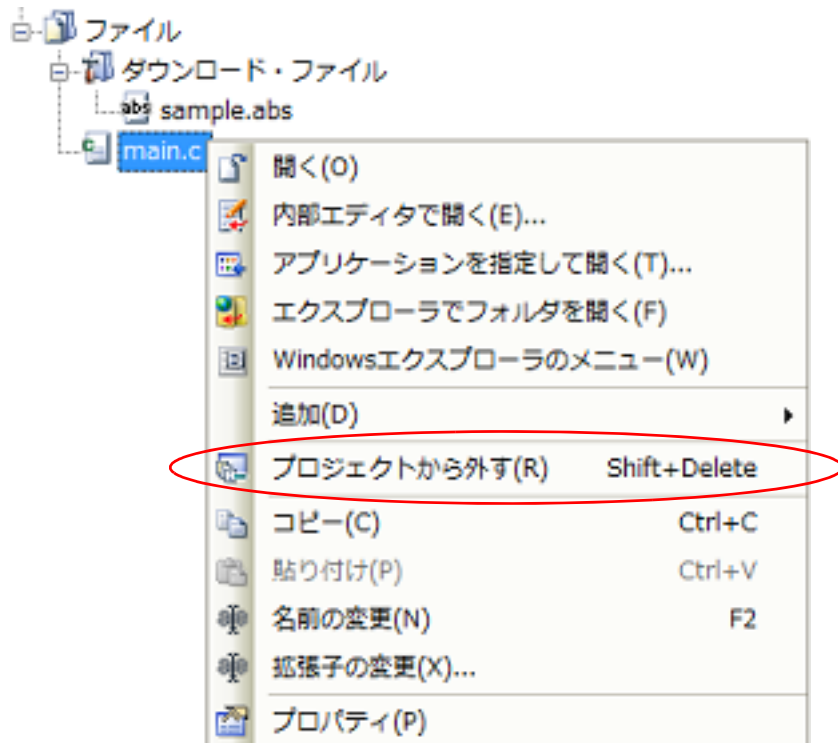 ファイル
ダウンロード・ファイル
abs sample.abs
main.c
開く(O)
内部エディタで開く(E)...
アプリケーションを指定して開く(T)...
エクスプローラでフォルダを開く(F)
Windowsエクスプローラのメニュー(W)
追加(D)
プロジェクトから外す(R) Shift+Delete
コピー(C) Ctrl+C
貼り付け(P) Ctrl+V
名前の変更(N) F2
拡張子の変更(X)...
プロパティ(P)